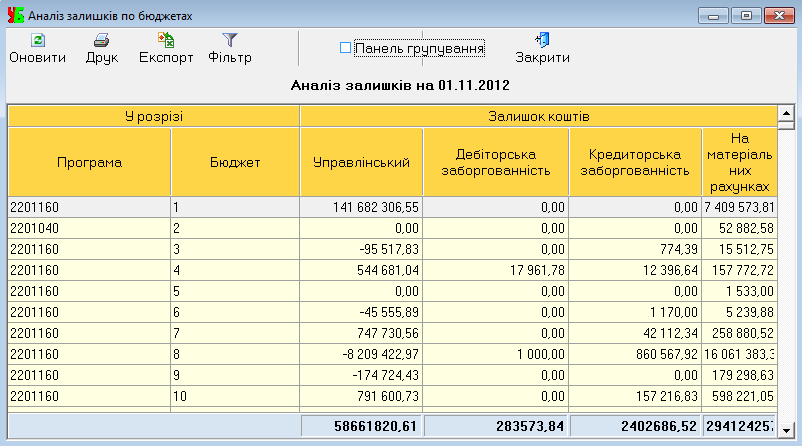 УБ Аналіз залишків по бюджетах
Оновити Друк Експорт Фільтр Панель групування Закрити
Аналіз залишків на 01.11.2012
У розрізі Залишок коштів
Програма Бюджет Управлінський Дебіторська заборгованність Кредиторська заборгованність На матеріаль них рахунках
2201160 1 141 682 306,55 0,00 0,00 7 409 573,81
2201040 2 0,00 0,00 0,00 52 882,58
2201160 3 -95 517,83 0,00 774,39 15 512,75
2201160 4 544 681,04 17 961,78 12 396,64 157 772,72
2201160 5 0,00 0,00 0,00 1 533,00
2201160 6 -45 555,89 0,00 1 170,00 5 239,88
2201160 7 747 730,56 0,00 42 112,34 258 880,52
2201160 8 -8 209 422,97 1 000,00 860 567,92 16 061 383,3
2201160 9 -174 724,43 0,00 0,00 179 298,63
2201160 10 791 600,73 0,00 157 216,83 598 221,05
58661820,61 283573,84 2402686,52 29412425